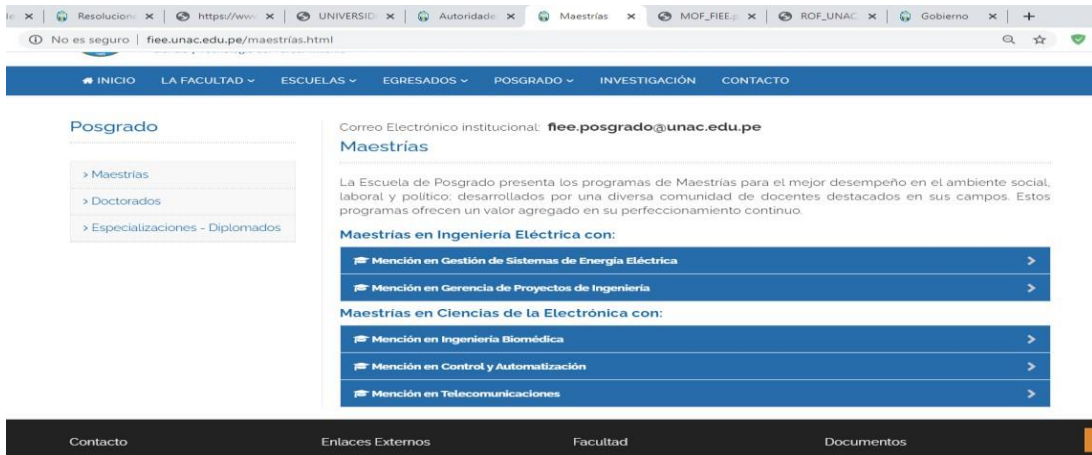 Resolucion
https://www
UNIVERSID
Autoridade
Maestrías
MOF_FIEE.p
ROF_UNAC
Gobierno
No es seguro | fiee.unac.edu.pe/maestrías.html
INICIO LA FACULTAD ESCUELAS EGRESADOS POSGRADO INVESTIGACIÓN CONTACTO
Posgrado
> Maestrías
> Doctorados
> Especializaciones - Diplomados
Correo Electrónico institucional: fiee.posgrado@unac.edu.pe
Maestrías
La Escuela de Posgrado presenta los programas de Maestrías para el mejor desempeño en el ambiente social,
laboral y político; desarrollados por una diversa comunidad de docentes destacados en sus campos. Estos
programas ofrecen un valor agregado en su perfeccionamiento continuo.
Maestrías en Ingeniería Eléctrica con:
Mención en Gestión de Sistemas de Energía Eléctrica
Mención en Gerencia de Proyectos de Ingeniería
Maestrías en Ciencias de la Electrónica con:
Mención en Ingeniería Biomédica
Mención en Control y Automatización
Mención en Telecomunicaciones
Contacto Enlaces Externos Facultad Documentos